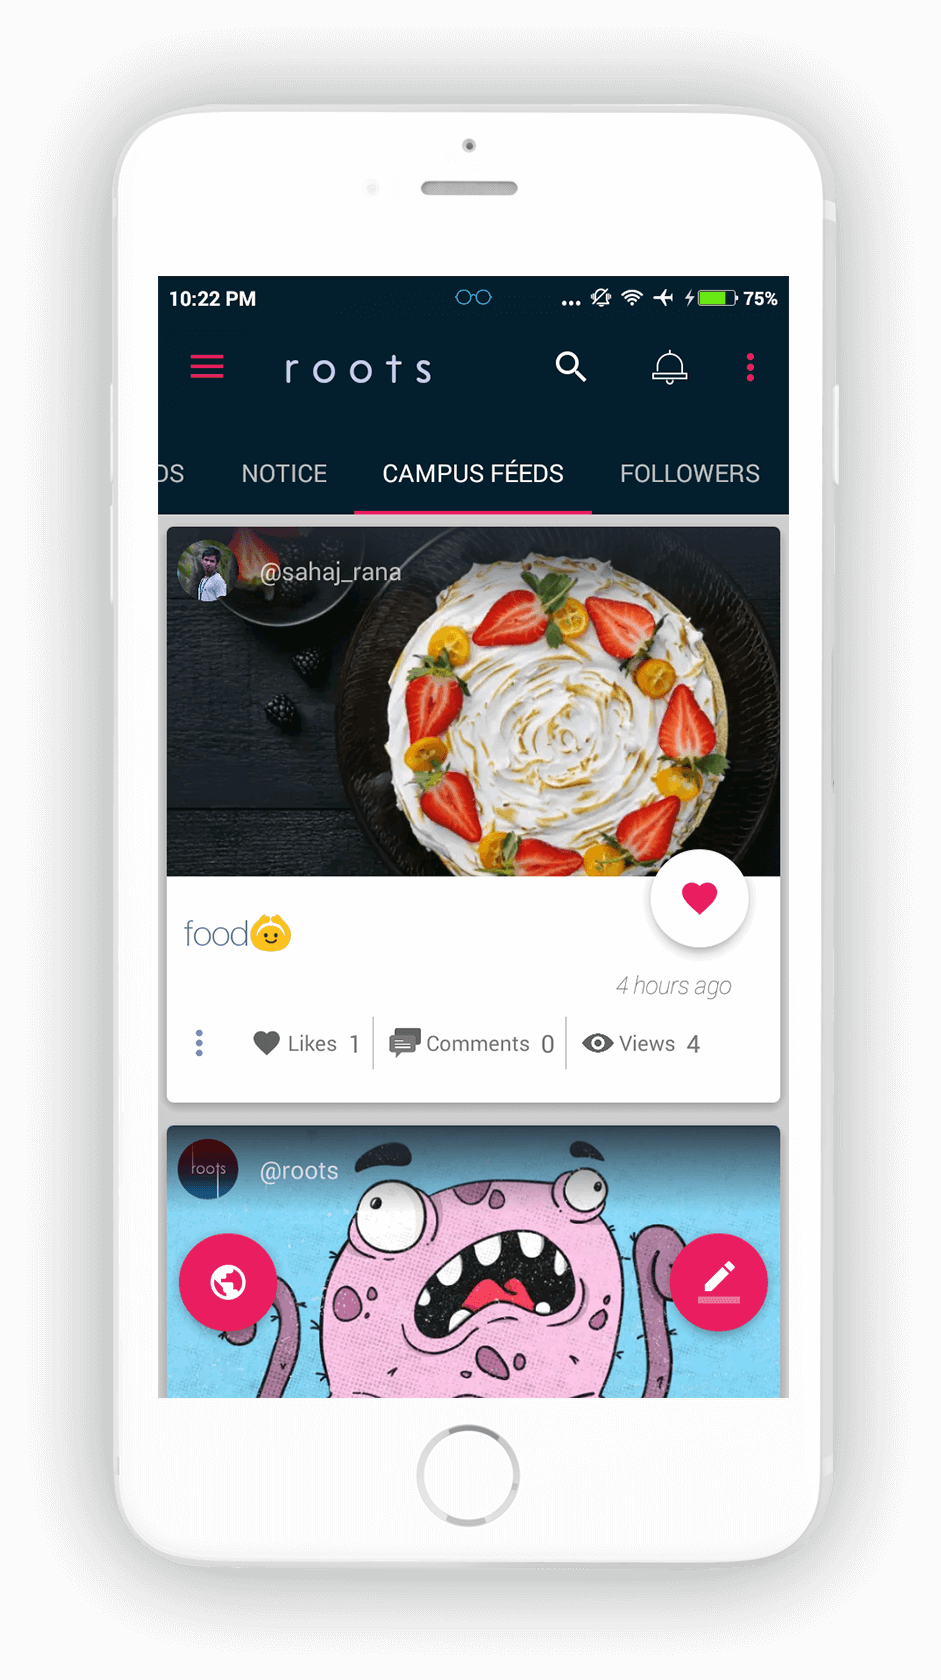 10:22 PM ... 75%
roots
DS NOTICE CAMPUS FÉEDS FOLLOWERS
@sahaj_rana
food
4 hours ago
Likes 1 Comments 0 Views 4
roots @roots